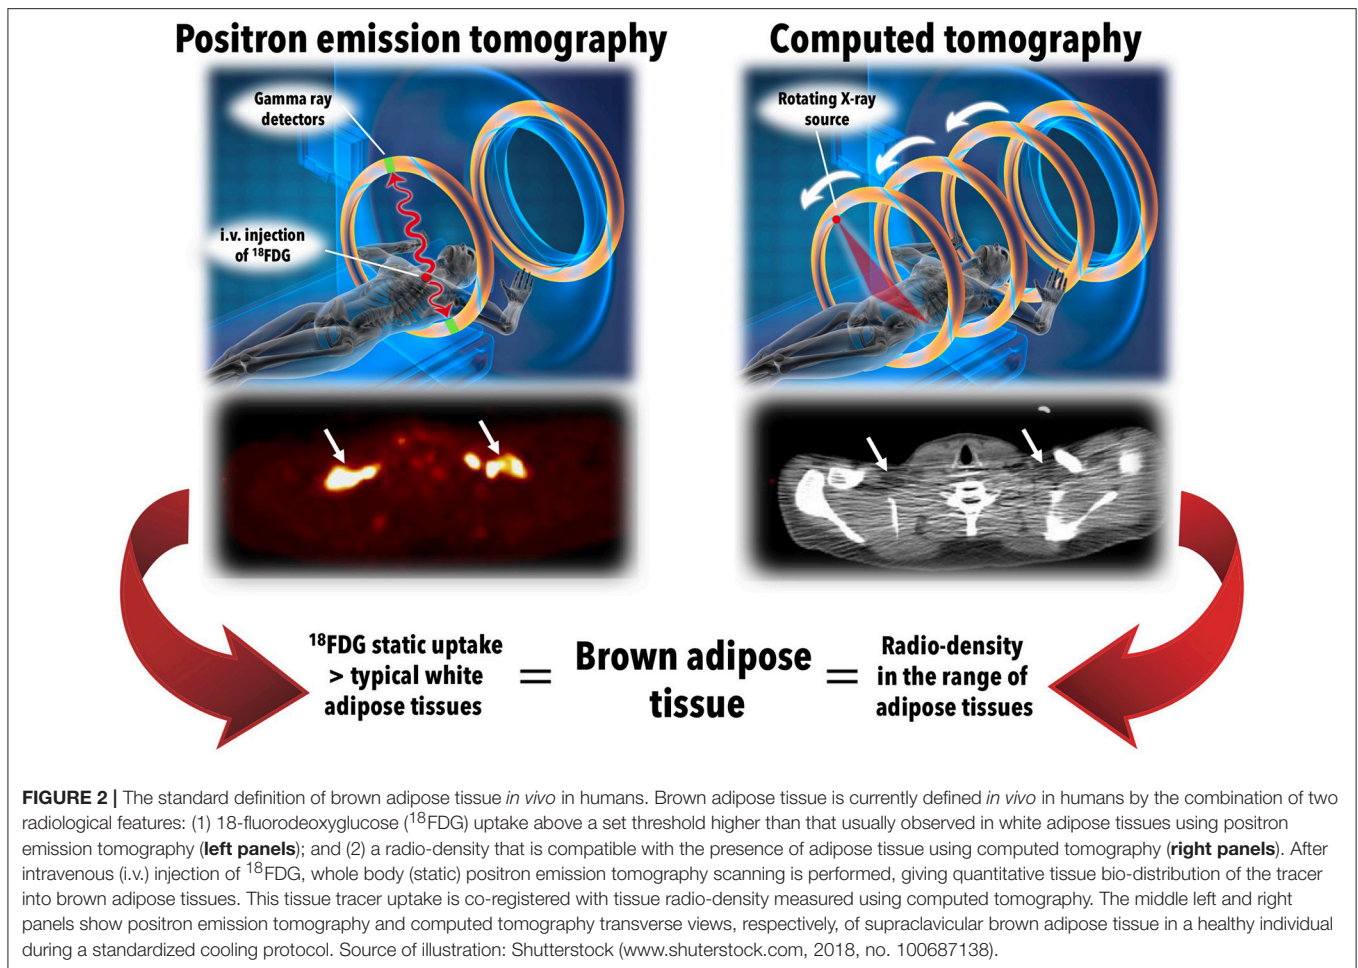 Positron emission tomography
Computed tomography
Gamma ray
detectors
i.v. injection
of ¹⁸FDG
Rotating X-ray
source
¹⁸FDG static uptake
> typical white
adipose tissues
=
Brown adipose
tissue
=
Radio-density
in the range of
adipose tissues
FIGURE 2 | The standard definition of brown adipose tissue in vivo in humans. Brown adipose tissue is currently defined in vivo in humans by the combination of two
radiological features: (1) 18-fluorodeoxyglucose (¹⁸FDG) uptake above a set threshold higher than that usually observed in white adipose tissues using positron
emission tomography (left panels); and (2) a radio-density that is compatible with the presence of adipose tissue using computed tomography (right panels). After
intravenous (i.v.) injection of ¹⁸FDG, whole body (static) positron emission tomography scanning is performed, giving quantitative tissue bio-distribution of the tracer
into brown adipose tissues. This tissue tracer uptake is co-registered with tissue radio-density measured using computed tomography. The middle left and right
panels show positron emission tomography and computed tomography transverse views, respectively, of supraclavicular brown adipose tissue in a healthy individual
during a standardized cooling protocol. Source of illustration: Shutterstock (www.shuterstock.com, 2018, no. 100687138).